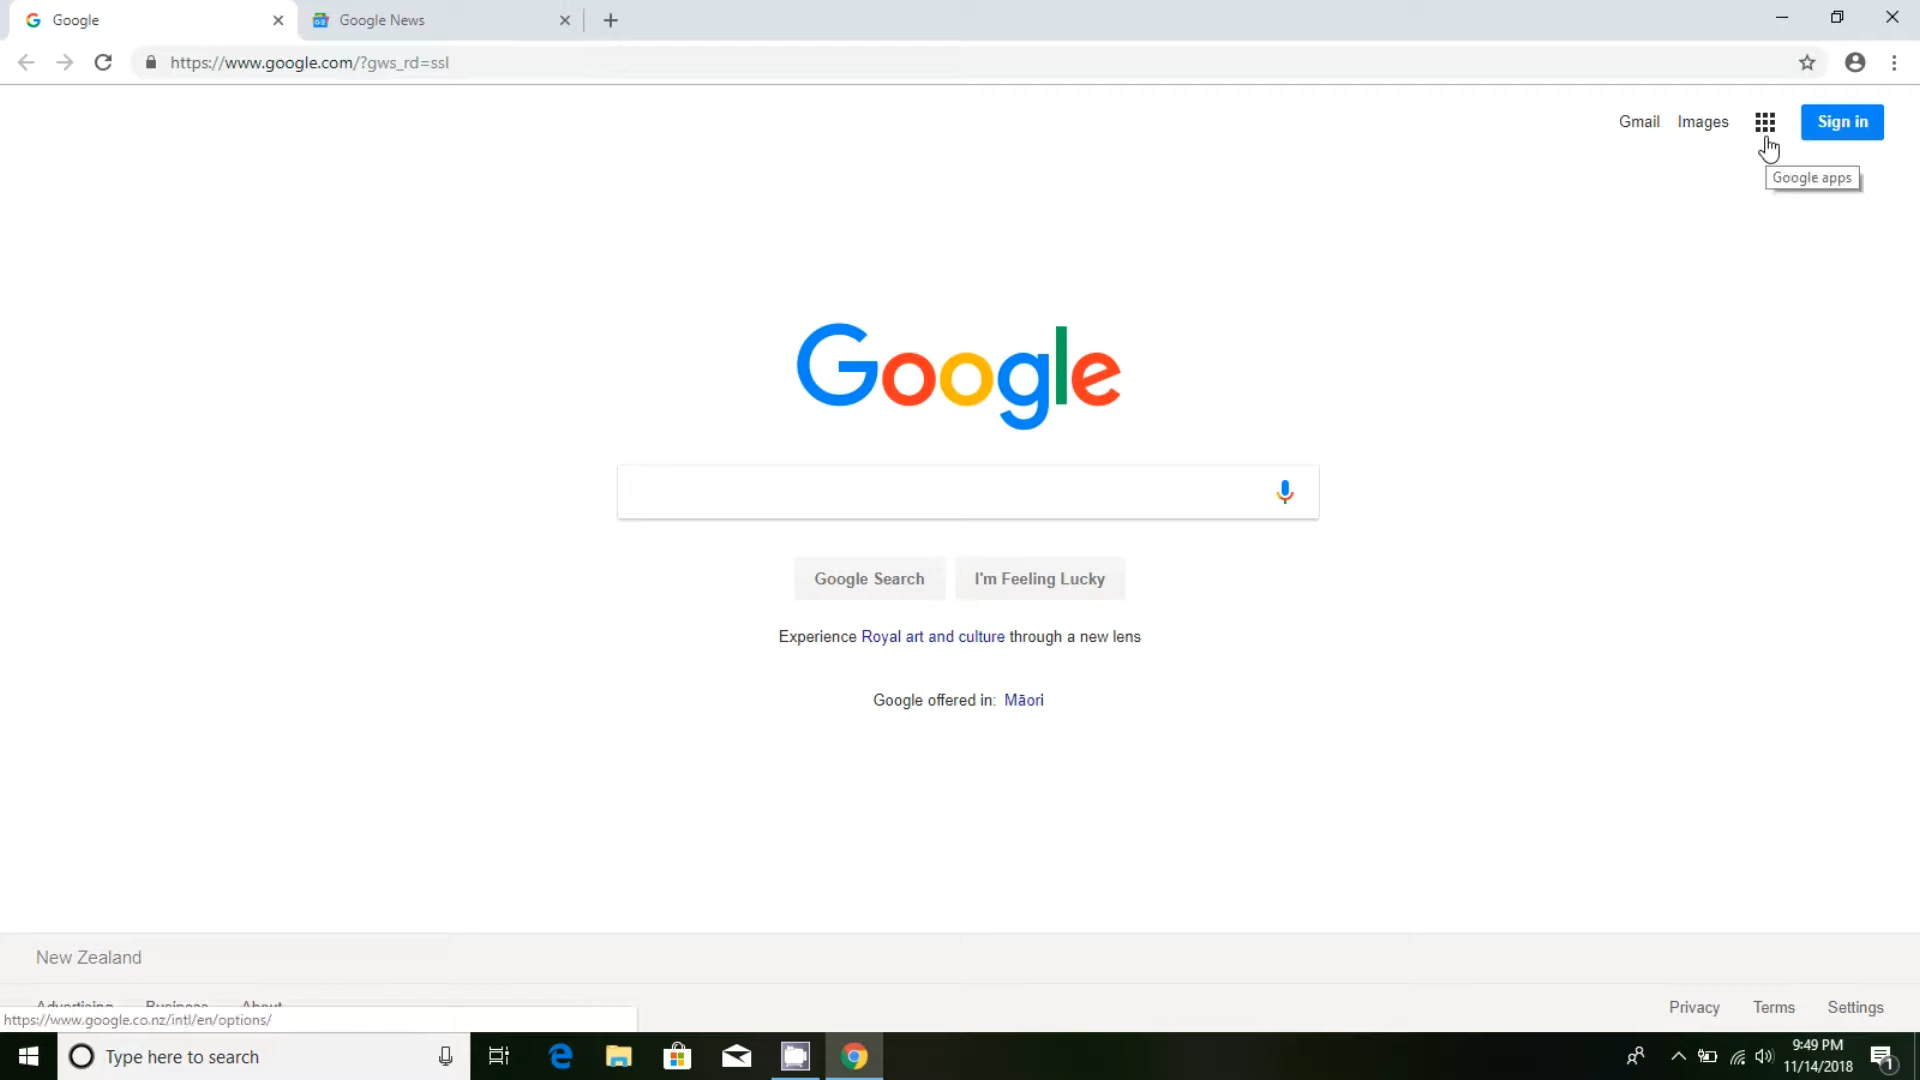 Google
Google News
https://www.google.com/?gws_rd=ssl
Gmail Images Sign in
Google apps
Google
Google Search I'm Feeling Lucky
Experience Royal art and culture through a new lens
Google offered in: Māori
New Zealand
Advertising Business About
Privacy Terms Settings
https://www.google.co.nz/intl/en/options/
Type here to search
9:49 PM
11/14/2018
1